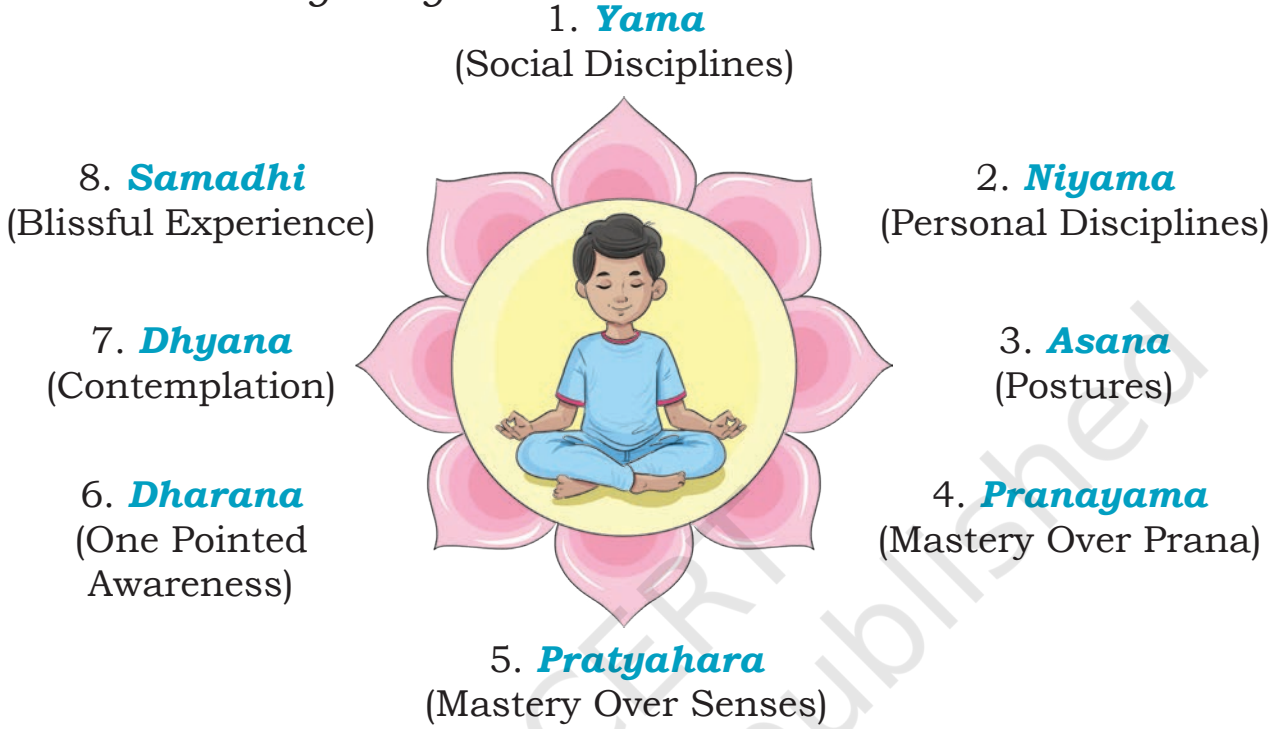 1. Yama
(Social Disciplines)
2. Niyama
(Personal Disciplines)
3. Asana
(Postures)
4. Pranayama
(Mastery Over Prana)
5. Pratyahara
(Mastery Over Senses)
6. Dharana
(One Pointed
Awareness)
7. Dhyana
(Contemplation)
8. Samadhi
(Blissful Experience)